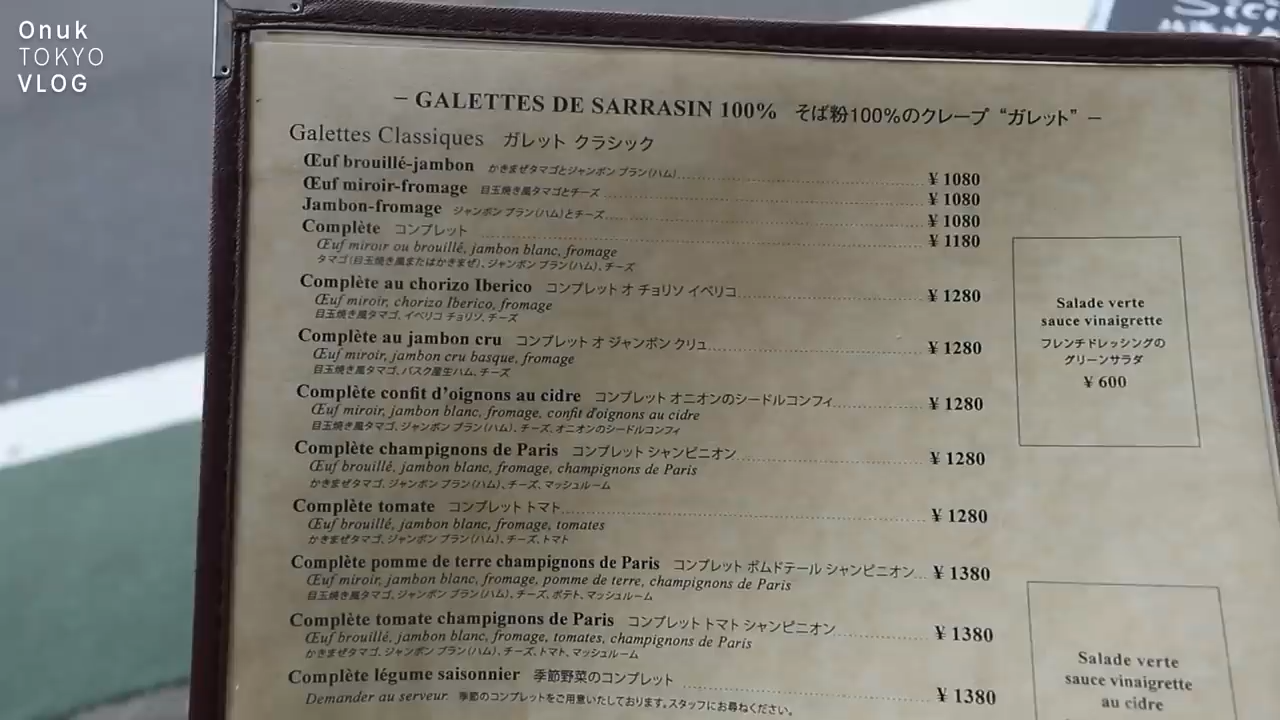 Onuk
TOKYO
VLOG
– GALETTES DE SARRASIN 100% そば粉100%のクレープ “ガレット” –
Galettes Classiques ガレット クラシック
Œuf brouillé-jambon かきまぜタマゴとジャンボン ブラン(ハム) ¥ 1080
Œuf miroir-fromage 目玉焼き風タマゴとチーズ ¥ 1080
Jambon-fromage ジャンボン ブラン(ハム)とチーズ ¥ 1080
Complète コンプレット ¥ 1180
Œuf miroir ou brouillé, jambon blanc, fromage
タマゴ(目玉焼き風またはかきまぜ)、ジャンボン ブラン(ハム)、チーズ
Complète au chorizo Iberico コンプレット オ チョリソ イベリコ ¥ 1280
Œuf miroir, chorizo Iberico, fromage
目玉焼き風タマゴ、イベリコ チョリソ、チーズ
Complète au jambon cru コンプレット オ ジャンボン クリュ ¥ 1280
Œuf miroir, jambon cru basque, fromage
目玉焼き風タマゴ、バスク産生ハム、チーズ
Complète confit d’oignons au cidre コンプレット オニオンのシードルコンフィ ¥ 1280
Œuf miroir, jambon blanc, fromage, confit d'oignons au cidre
目玉焼き風タマゴ、ジャンボン ブラン(ハム)、チーズ、オニオンのシードルコンフィ
Complète champignons de Paris コンプレット シャンピニオン ¥ 1280
Œuf brouillé, jambon blanc, fromage, champignons de Paris
かきまぜタマゴ、ジャンボン ブラン(ハム)、チーズ、マッシュルーム
Complète tomate コンプレット トマト ¥ 1280
Œuf brouillé, jambon blanc, fromage, tomates
かきまぜタマゴ、ジャンボン ブラン(ハム)、チーズ、トマト
Complète pomme de terre champignons de Paris コンプレット ポムドテール シャンピニオン ¥ 1380
Œuf miroir, jambon blanc, fromage, pomme de terre, champignons de Paris
目玉焼き風タマゴ、ジャンボン ブラン(ハム)、チーズ、ポテト、マッシュルーム
Complète tomate champignons de Paris コンプレット トマト シャンピニオン ¥ 1380
Œuf brouillé, jambon blanc, fromage, tomates, champignons de Paris
かきまぜタマゴ、ジャンボン ブラン(ハム)、チーズ、トマト、マッシュルーム
Complète légume saisonnier 季節野菜のコンプレット ¥ 1380
Demander au serveur 季節のコンプレットをご用意いたしております。スタッフにお尋ねください。
Salade verte
sauce vinaigrette
フレンチドレッシングの
グリーンサラダ
¥ 600
Salade verte
sauce vinaigrette
au cidre